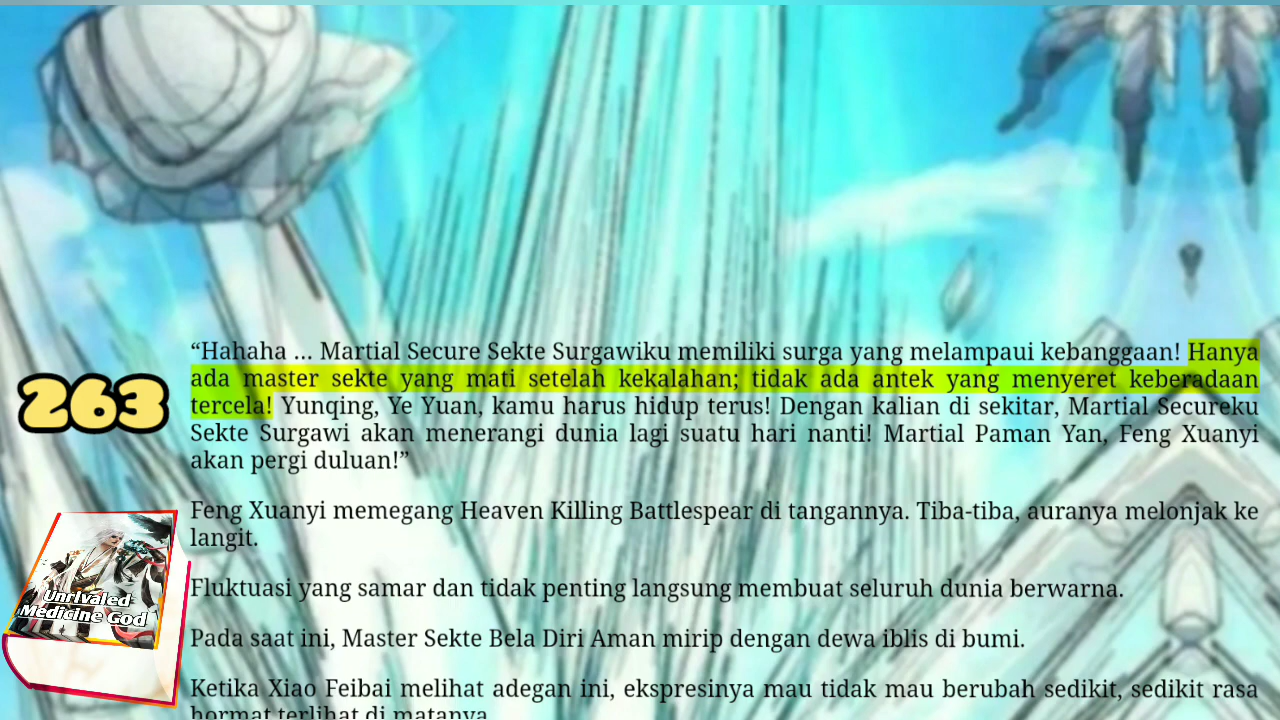 “Hahaha … Martial Secure Sekte Surgawiku memiliki surga yang melampaui kebanggaan! Hanya
ada master sekte yang mati setelah kekalahan; tidak ada antek yang menyeret keberadaan
tercela! Yunqing, Ye Yuan, kamu harus hidup terus! Dengan kalian di sekitar, Martial Secureku
Sekte Surgawi akan menerangi dunia lagi suatu hari nanti! Martial Paman Yan, Feng Xuanyi
akan pergi duluan!”
263
Feng Xuanyi memegang Heaven Killing Battlespear di tangannya. Tiba-tiba, auranya melonjak ke
langit.
Fluktuasi yang samar dan tidak penting langsung membuat seluruh dunia berwarna.
Unrivaled
Medicine God
Pada saat ini, Master Sekte Bela Diri Aman mirip dengan dewa iblis di bumi.
Ketika Xiao Feibai melihat adegan ini, ekspresinya mau tidak mau berubah sedikit, sedikit rasa
hormat terlihat di matanya.